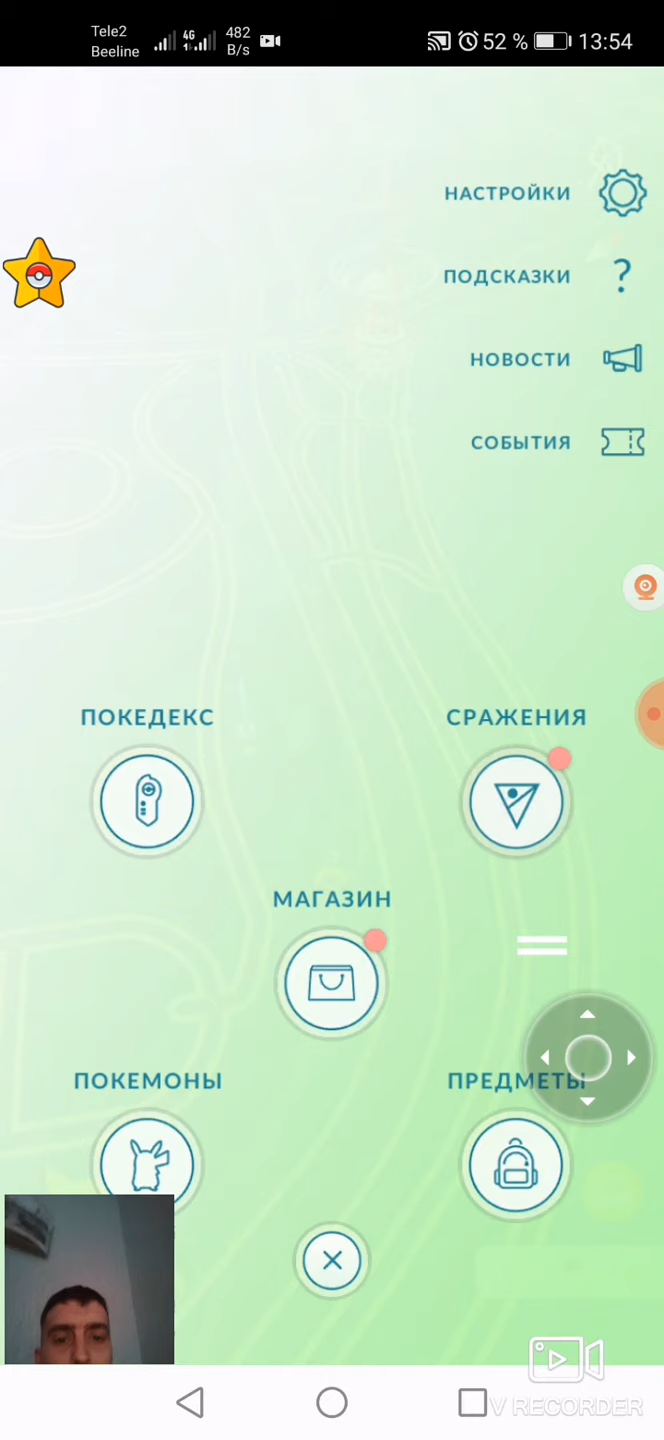 Tele2
Beeline
4G
482
B/s
52 %
13:54
НАСТРОЙКИ
ПОДСКАЗКИ
?
НОВОСТИ
СОБЫТИЯ
ПОКЕДЕКС
СРАЖЕНИЯ
МАГАЗИН
ПОКЕМОНЫ
ПРЕДМЕТЫ
V RECORDER